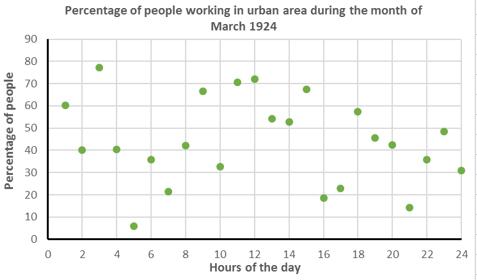 Percentage of people working in urban area during the month of
March 1924
Percentage of people
90
80
70
60
50
40
30
20
10
0
0 2 4 6 8 10 12 14 16 18 20 22 24
Hours of the day